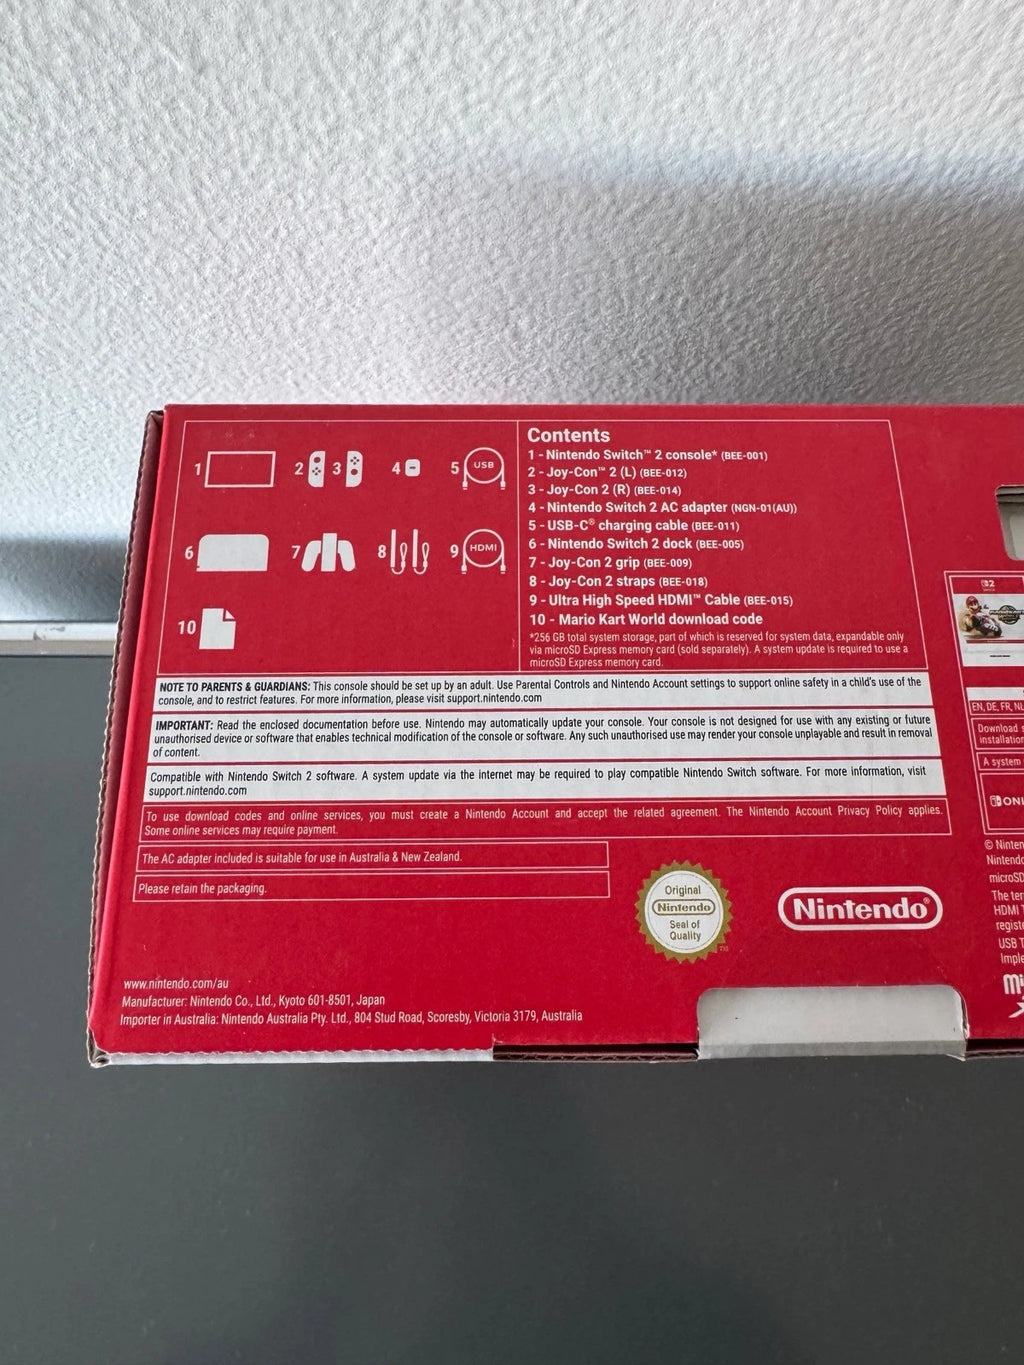 1
2
3
4
5
USB
6
7
8
9
HDMI
10
Contents
1 - Nintendo Switch™ 2 console* (BEE-001)
2 - Joy-Con™ 2 (L) (BEE-012)
3 - Joy-Con 2 (R) (BEE-014)
4 - Nintendo Switch 2 AC adapter (NGN-01(AU))
5 - USB-C® charging cable (BEE-011)
6 - Nintendo Switch 2 dock (BEE-005)
7 - Joy-Con 2 grip (BEE-009)
8 - Joy-Con 2 straps (BEE-018)
9 - Ultra High Speed HDMI™ Cable (BEE-015)
10 - Mario Kart World download code
*256 GB total system storage, part of which is reserved for system data, expandable only
via microSD Express memory card (sold separately). A system update is required to use a
microSD Express memory card.
NOTE TO PARENTS & GUARDIANS: This console should be set up by an adult. Use Parental Controls and Nintendo Account settings to support online safety in a child's use of the
console, and to restrict features. For more information, please visit support.nintendo.com
IMPORTANT: Read the enclosed documentation before use. Nintendo may automatically update your console. Your console is not designed for use with any existing or future
unauthorised device or software that enables technical modification of the console or software. Any such unauthorised use may render your console unplayable and result in removal
of content.
Compatible with Nintendo Switch 2 software. A system update via the internet may be required to play compatible Nintendo Switch software. For more information, visit
support.nintendo.com
To use download codes and online services, you must create a Nintendo Account and accept the related agreement. The Nintendo Account Privacy Policy applies.
Some online services may require payment.
The AC adapter included is suitable for use in Australia & New Zealand.
Please retain the packaging.
Original
Nintendo
Seal of
Quality
TM
Nintendo®
www.nintendo.com/au
Manufacturer: Nintendo Co., Ltd., Kyoto 601-8501, Japan
Importer in Australia: Nintendo Australia Pty. Ltd., 804 Stud Road, Scoresby, Victoria 3179, Australia
2
EN, DE, FR,
Download
installation
A system
© 
microSD
The
HDMI
USB